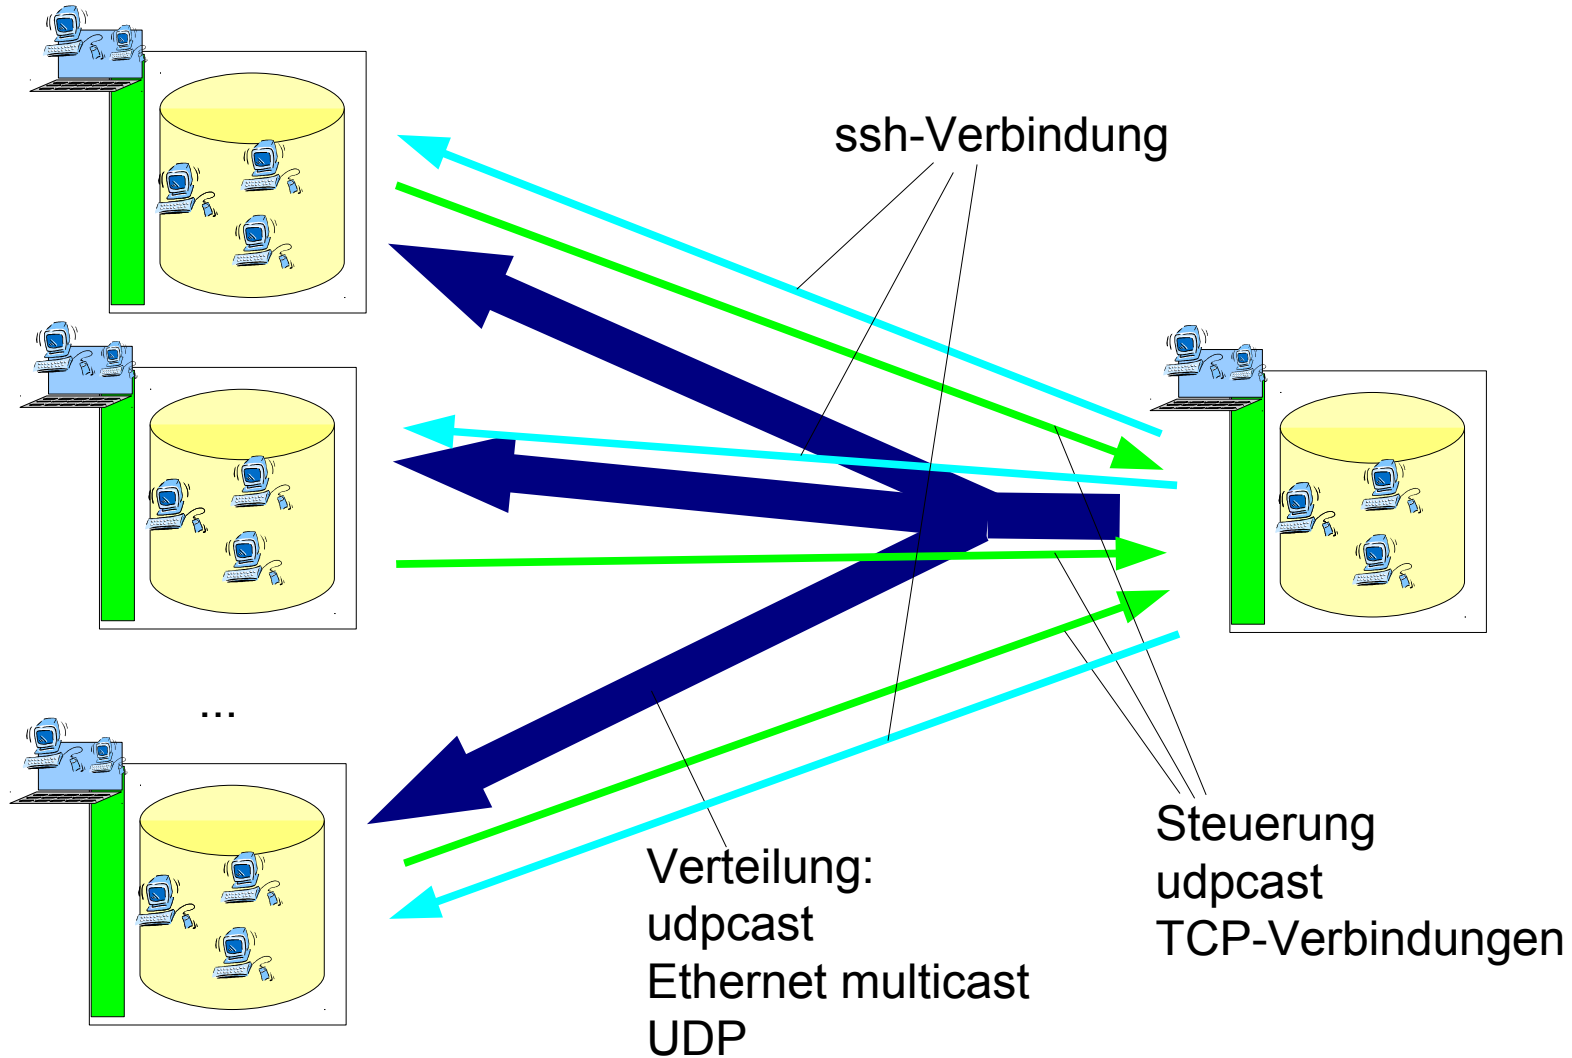 ssh-Verbindung
...
Verteilung:
udpcast
Ethernet multicast
UDP
Steuerung
udpcast
TCP-Verbindungen